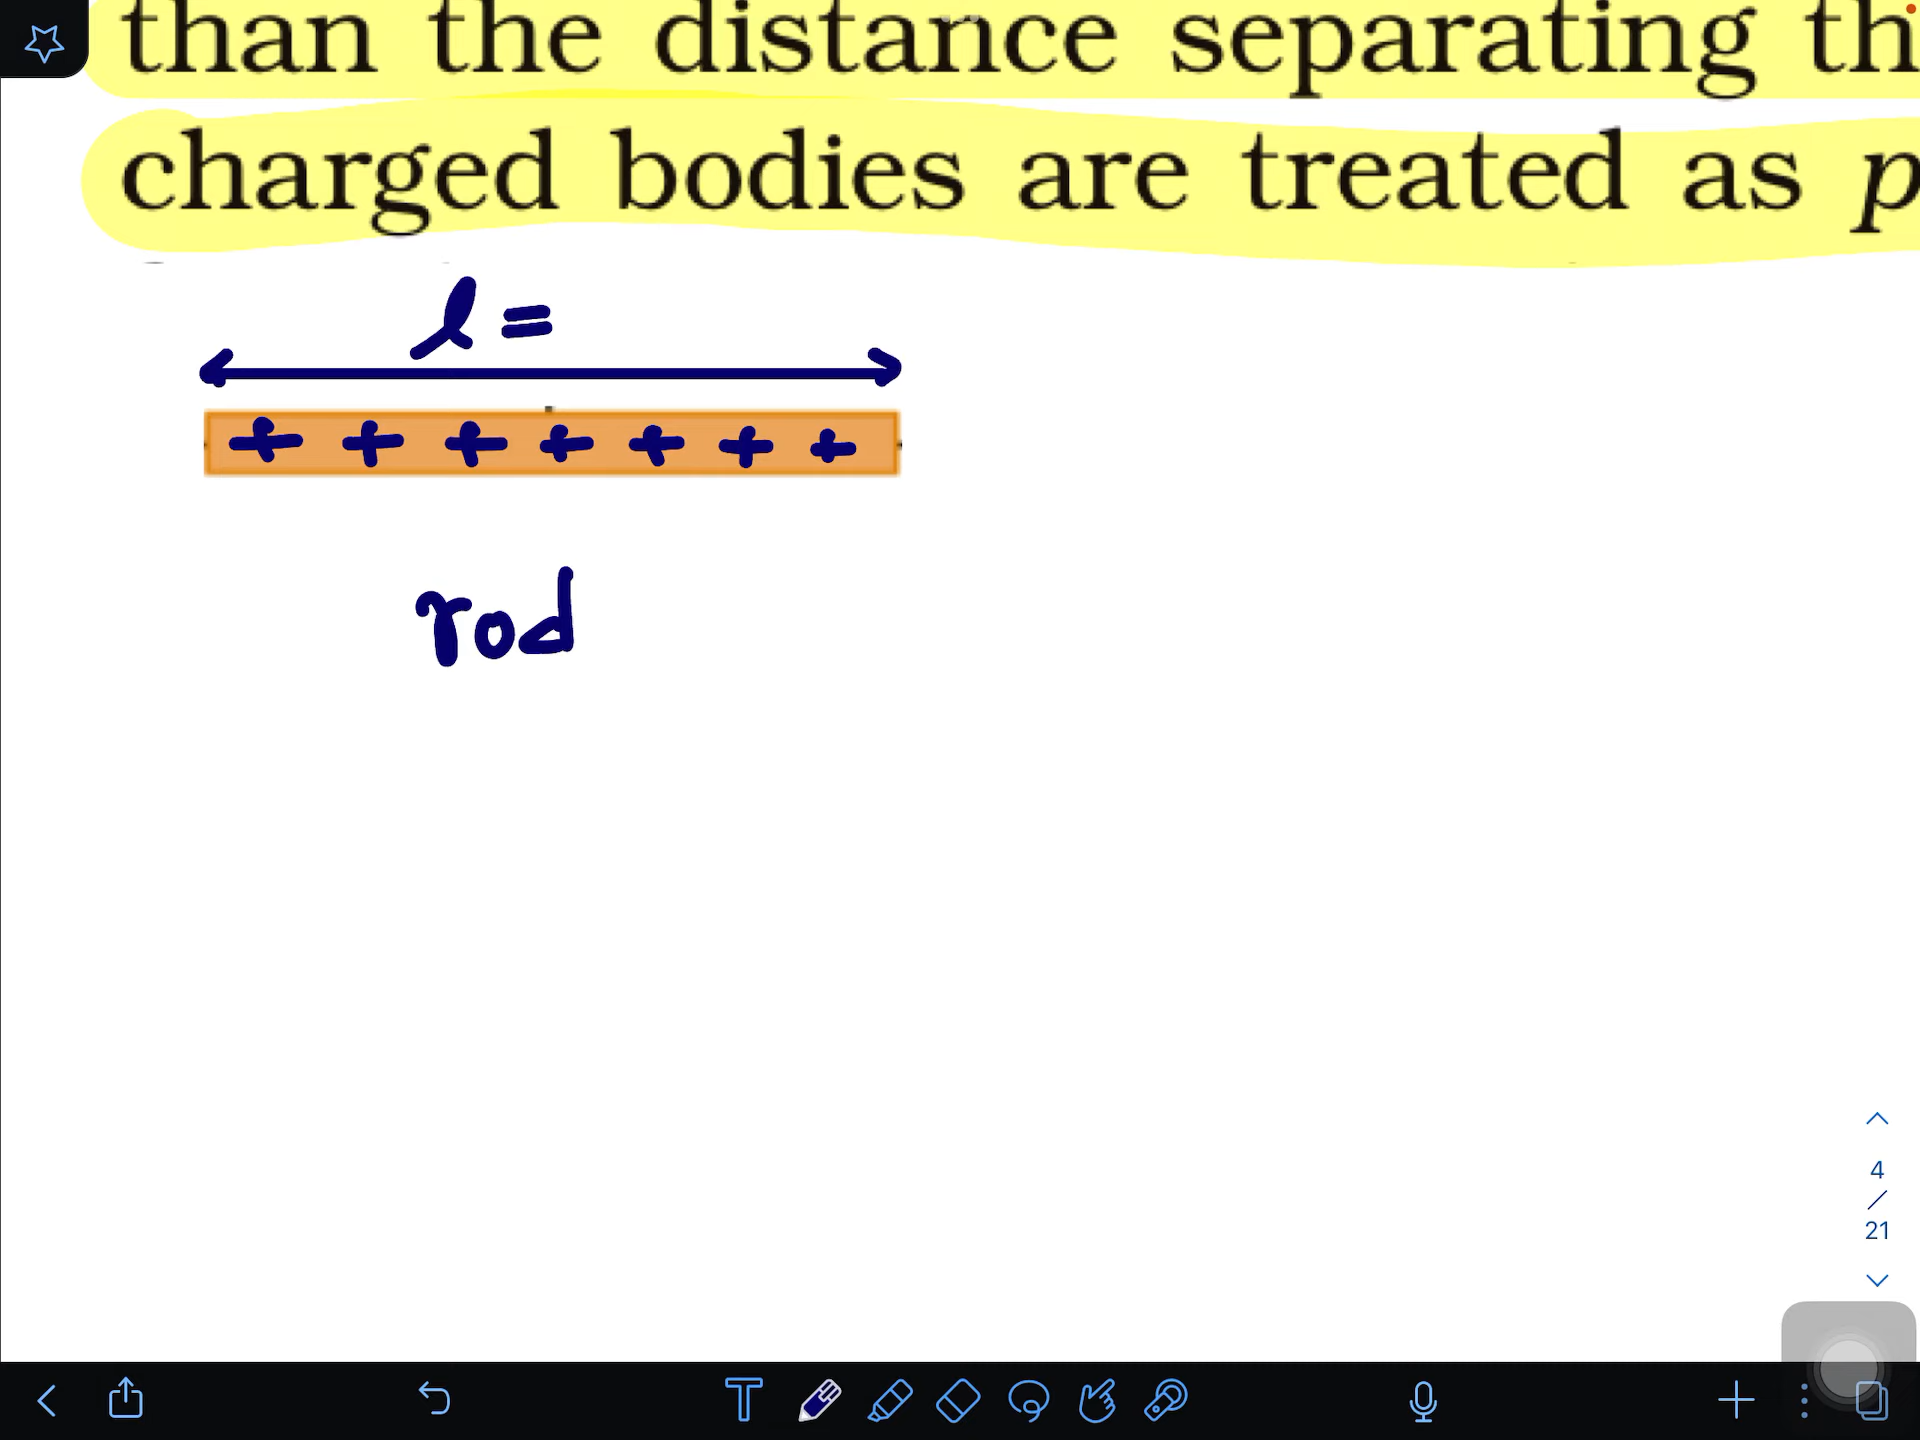 than the distance separating th
charged bodies are treated as p
l =
+ + + + + + +
rod
4
/
21